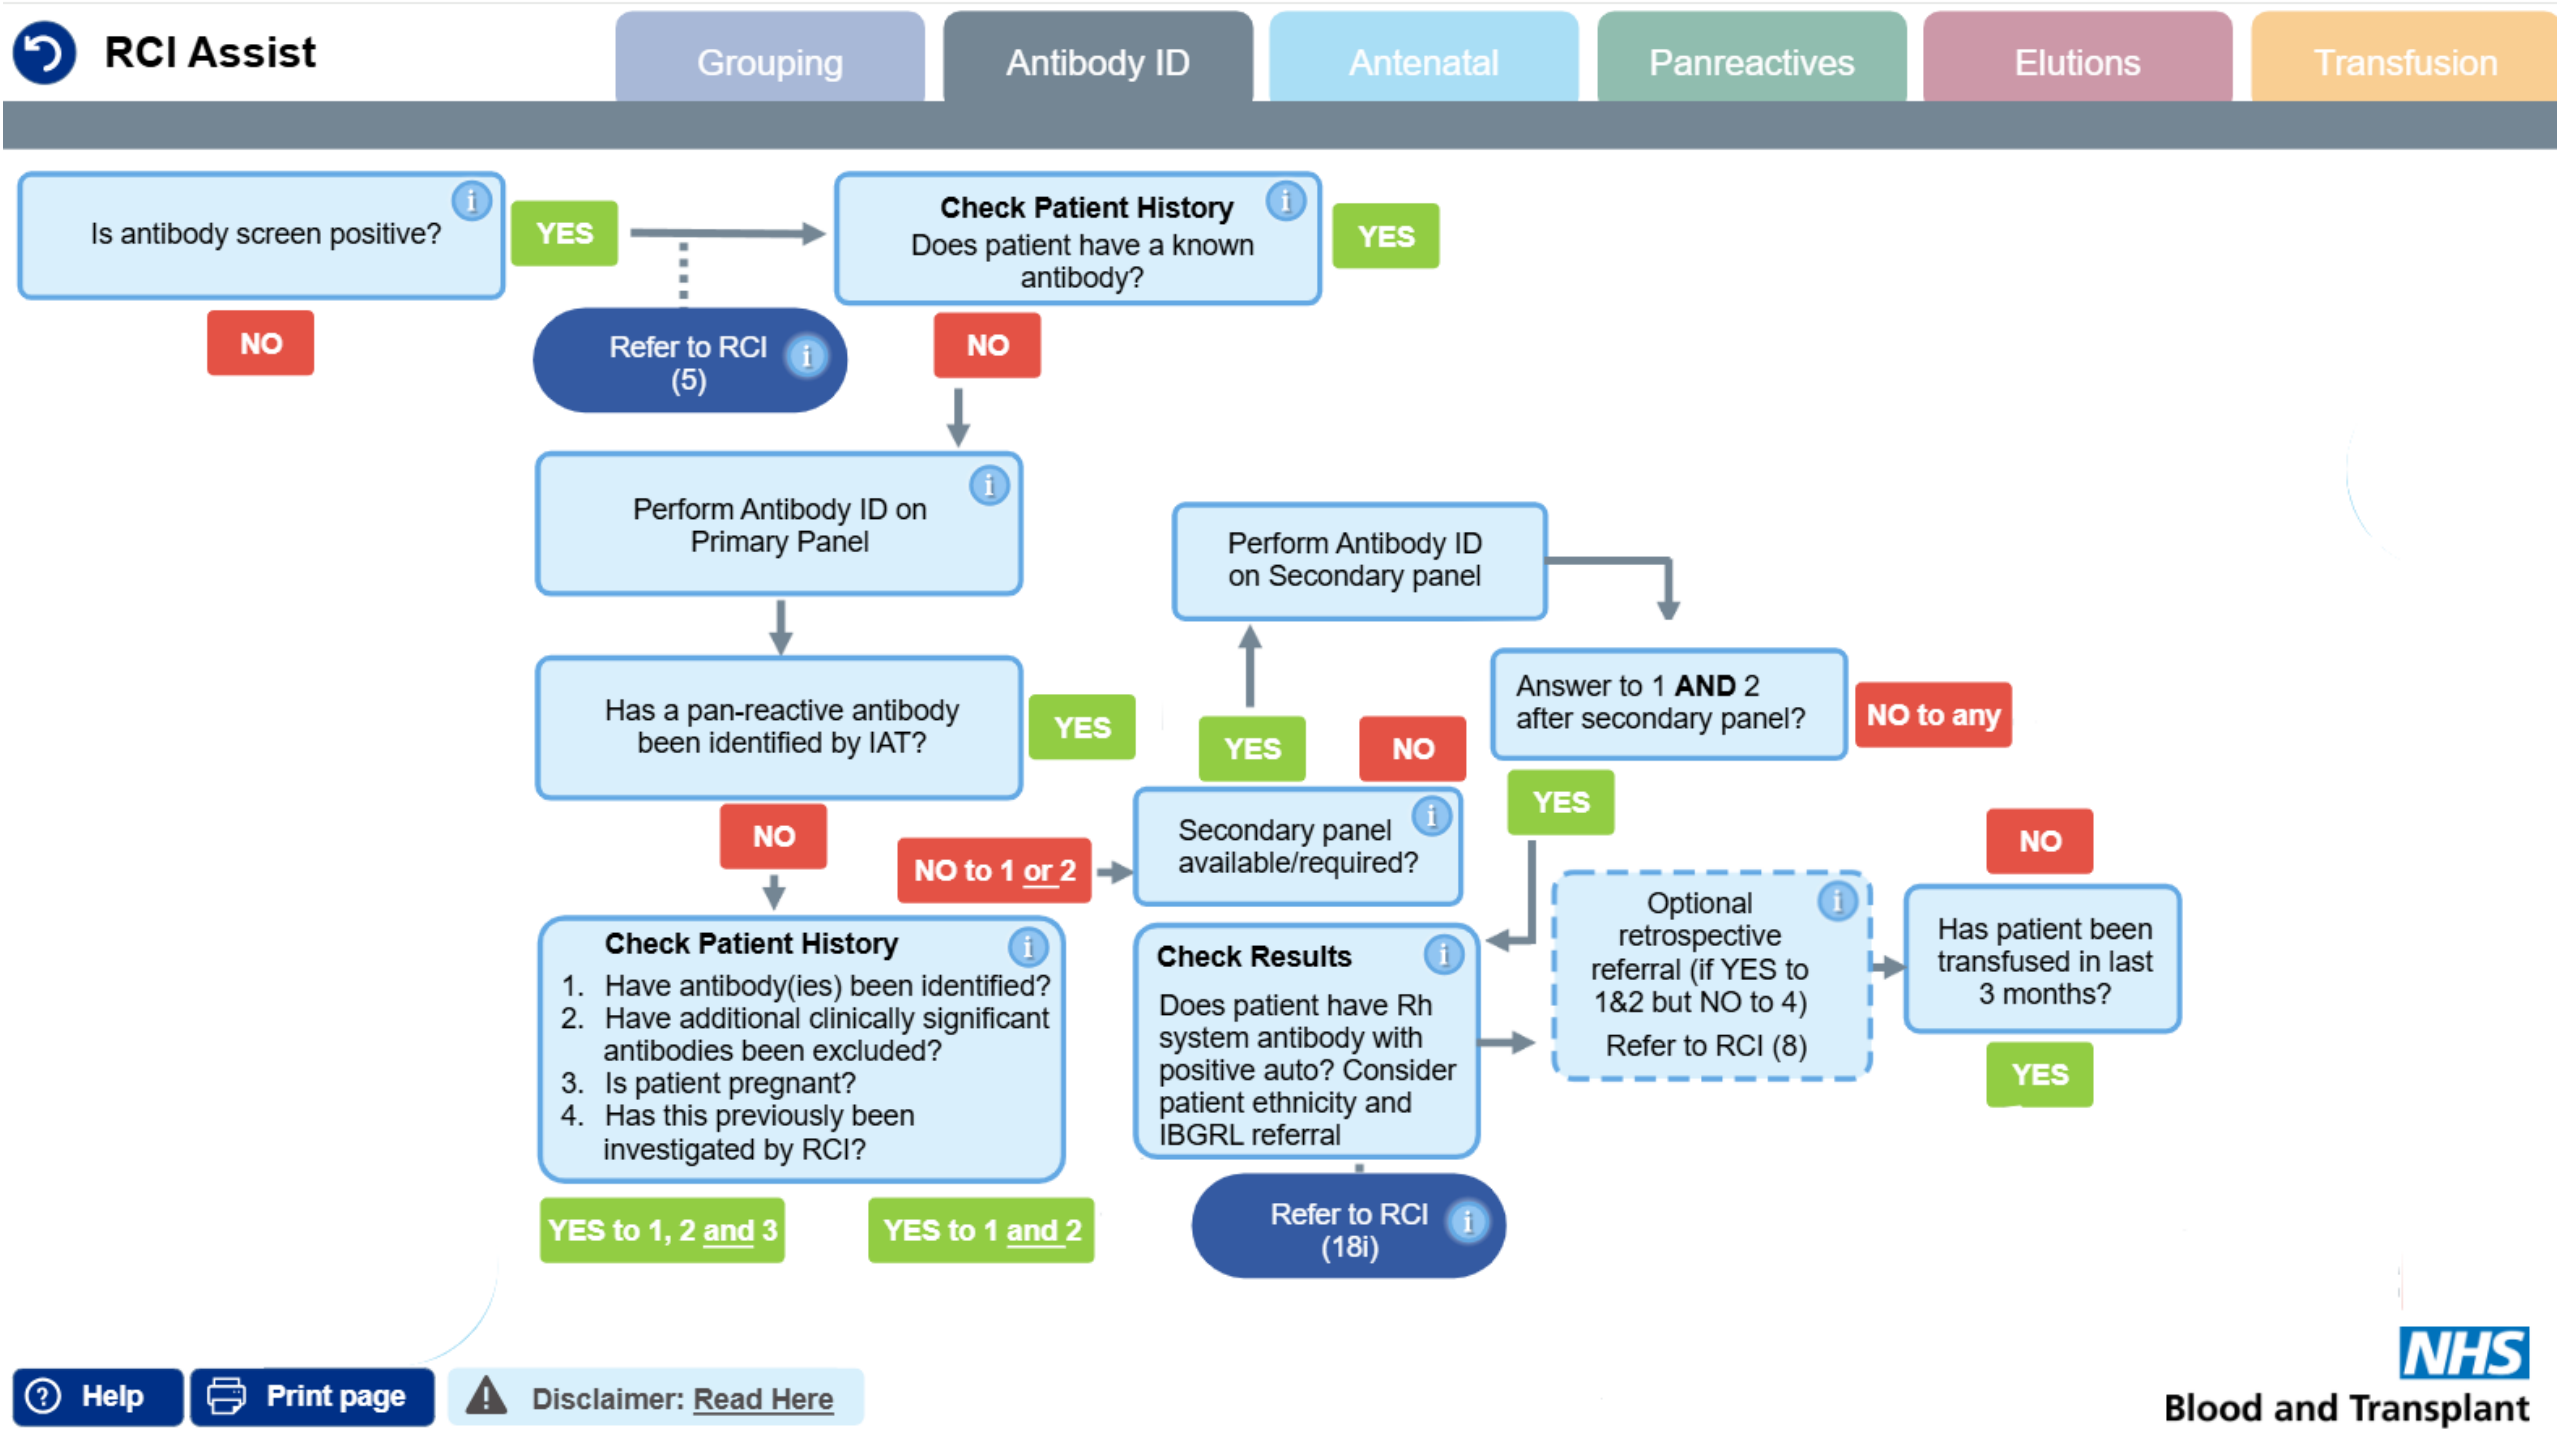 RCI Assist
Grouping
Antibody ID
Antenatal
Panreactives
Elutions
Transfusion
Is antibody screen positive?
i
YES
NO
Check Patient History
i
Does patient have a known
antibody?
YES
Refer to RCI
(5)
i
NO
Perform Antibody ID on
Primary Panel
i
Has a pan-reactive antibody
been identified by IAT?
YES
NO
Check Patient History
i
1. Have antibody(ies) been identified?
2. Have additional clinically significant
antibodies been excluded?
3. Is patient pregnant?
4. Has this previously been
investigated by RCI?
YES to 1, 2 and 3
YES to 1 and 2
NO to 1 or 2
Secondary panel
available/required?
i
YES
NO
Perform Antibody ID
on Secondary panel
Answer to 1 AND 2
after secondary panel?
NO to any
YES
Check Results
i
Does patient have Rh
system antibody with
positive auto? Consider
patient ethnicity and
IBGRL referral
Refer to RCI
(18i)
i
Optional
retrospective
referral (if YES to
1&2 but NO to 4)
Refer to RCI (8)
i
NO
Has patient been
transfused in last
3 months?
YES
? Help
Print page
Disclaimer: Read Here
NHS
Blood and Transplant